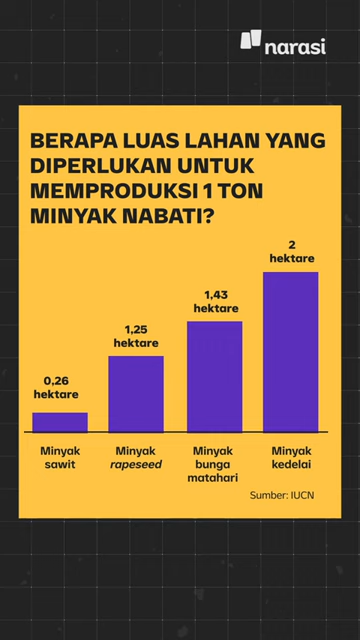 narasi
BERAPA LUAS LAHAN YANG
DIPERLUKAN UNTUK
MEMPRODUKSI 1 TON
MINYAK NABATI?
0,26
hektare
1,25
hektare
1,43
hektare
2
hektare
Minyak
sawit
Minyak
rapeseed
Minyak
bunga
matahari
Minyak
kedelai
Sumber: IUCN